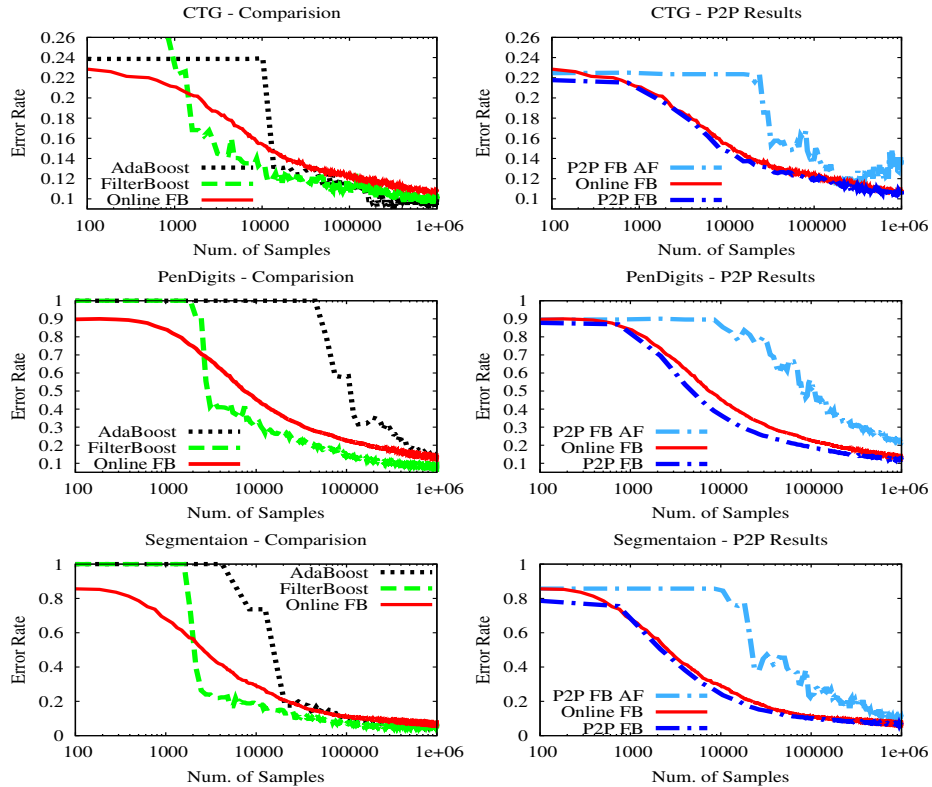 CTG - Comparision
Error Rate
0.26
0.24
0.22
0.2
0.18
0.16
0.14
0.12
0.1
AdaBoost
FilterBoost
Online FB
100
1000
10000
100000
1e+06
Num. of Samples
CTG - P2P Results
Error Rate
0.26
0.24
0.22
0.2
0.18
0.16
0.14
0.12
0.1
P2P FB AF
Online FB
P2P FB
100
1000
10000
100000
1e+06
Num. of Samples
PenDigits - Comparision
Error Rate
1
0.9
0.8
0.7
0.6
0.5
0.4
0.3
0.2
0.1
AdaBoost
FilterBoost
Online FB
100
1000
10000
100000
1e+06
Num. of Samples
PenDigits - P2P Results
Error Rate
1
0.9
0.8
0.7
0.6
0.5
0.4
0.3
0.2
0.1
P2P FB AF
Online FB
P2P FB
100
1000
10000
100000
1e+06
Num. of Samples
Segmentaion - Comparision
Error Rate
1
0.8
0.6
0.4
0.2
0
AdaBoost
FilterBoost
Online FB
100
1000
10000
100000
1e+06
Num. of Samples
Segmentaion - P2P Results
Error Rate
1
0.8
0.6
0.4
0.2
0
P2P FB AF
Online FB
P2P FB
100
1000
10000
100000
1e+06
Num. of Samples